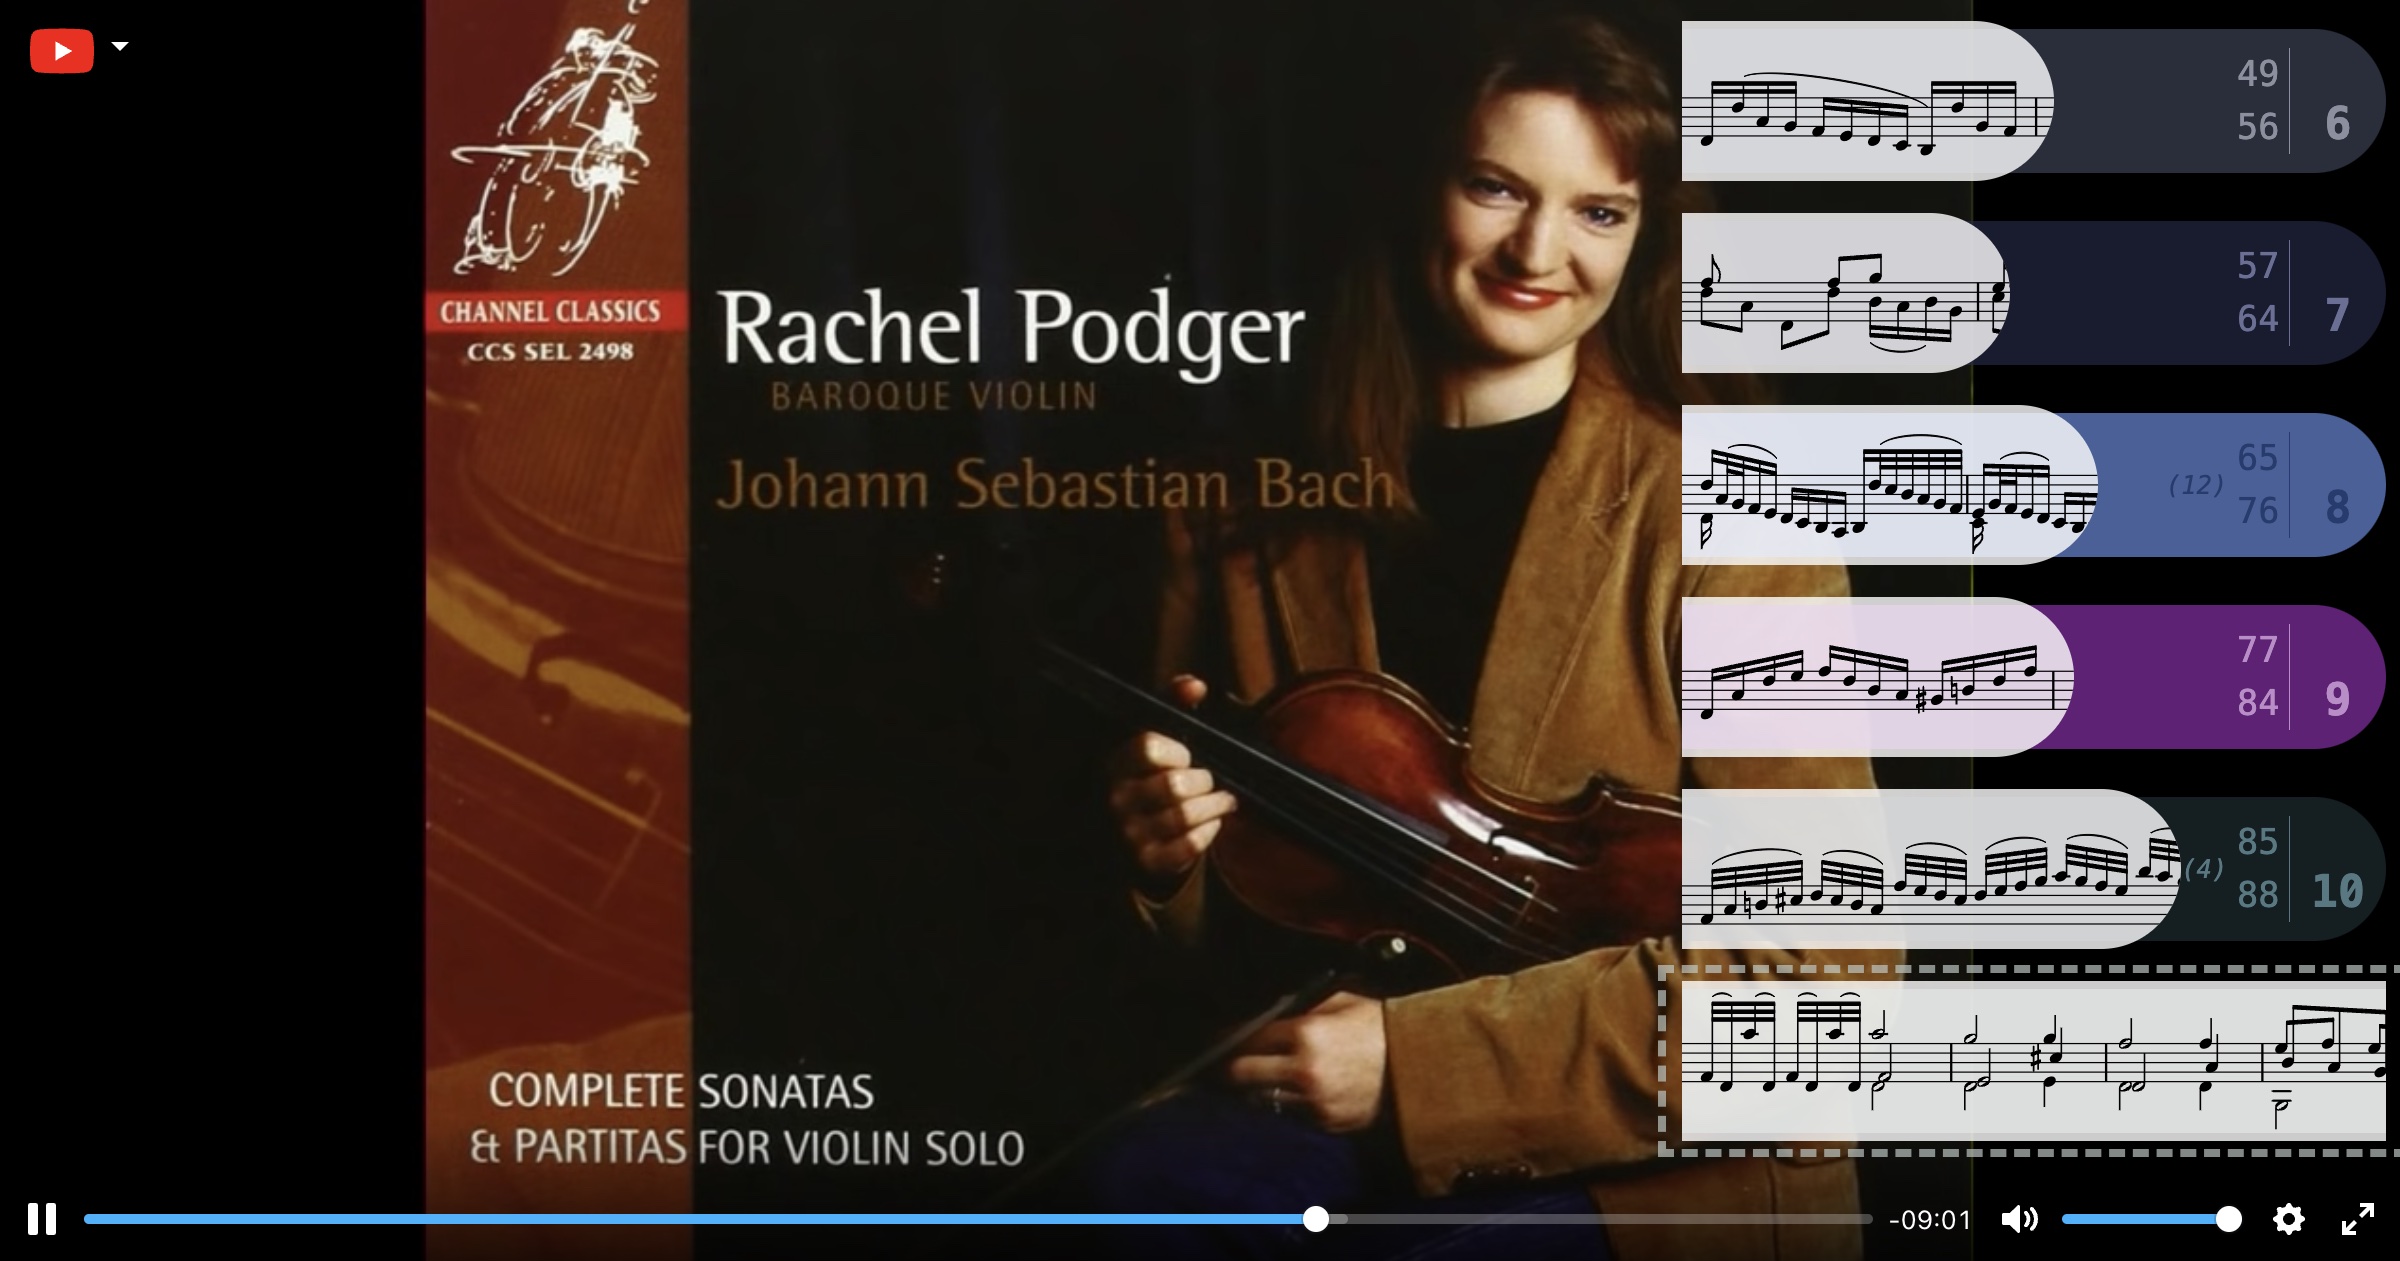 CHANNEL CLASSICS
CCS SEL 2498
Rachel Podger
BAROQUE VIOLIN
Johann Sebastian Bach
COMPLETE SONATAS
& PARTITAS FOR VIOLIN SOLO
49
56
6
57
64
7
(12)
65
76
8
77
84
9
(4)
85
88
10
-09:01